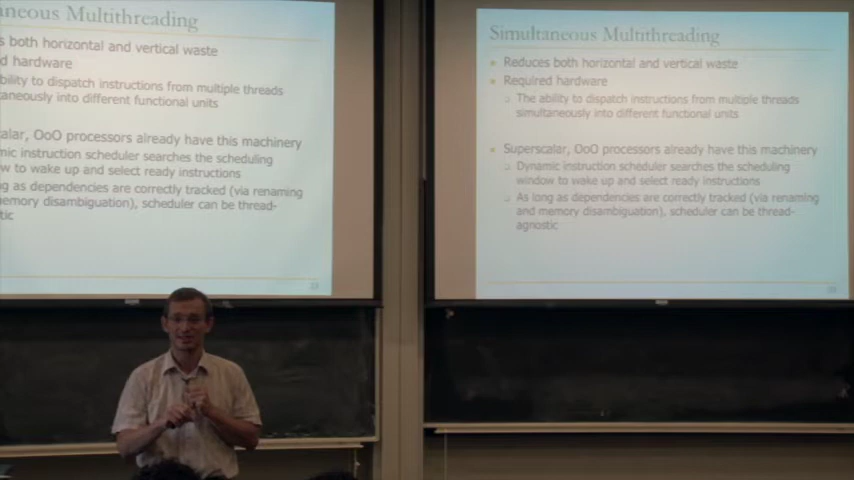 neous Multithreading
s both horizontal and vertical waste
d hardware
bility to dispatch instructions from multiple threads
taneously into different functional units
calar, OoO processors already have this machinery
mic instruction scheduler searches the scheduling
ow to wake up and select ready instructions
g as dependencies are correctly tracked (via renaming
memory disambiguation), scheduler can be thread-
tic
Simultaneous Multithreading
Reduces both horizontal and vertical waste
Required hardware
The ability to dispatch instructions from multiple threads
simultaneously into different functional units
Superscalar, OoO processors already have this machinery
Dynamic instruction scheduler searches the scheduling
window to wake up and select ready instructions
As long as dependencies are correctly tracked (via renaming
and memory disambiguation), scheduler can be thread-
agnostic